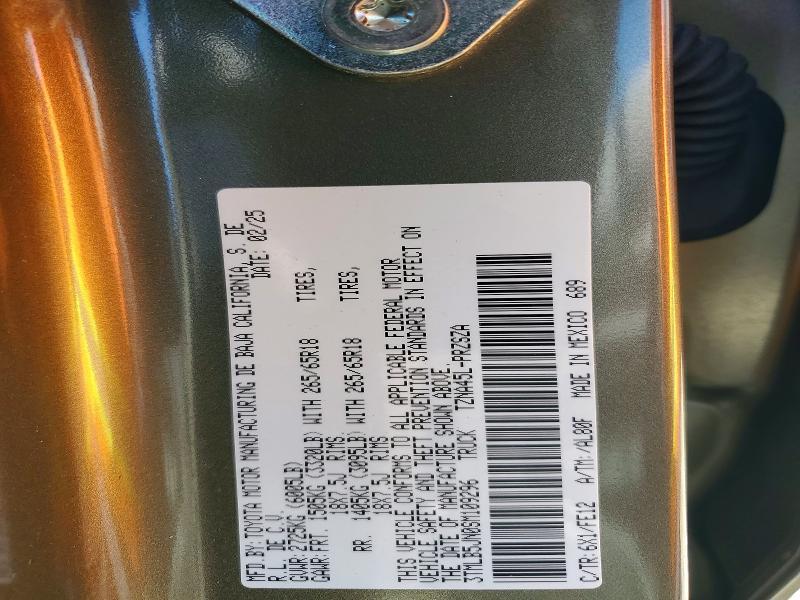 MFD.BY:TOYOTA MOTOR MANUFACTURING DE BAJA CALIFORNIA, S. DE
R.L. DE C.V. DATE: 02/25
GVWR: 2725KG (6005LB)
GAWR:FRT. 1505KG (3320LB) WITH 265/65R18 TIRES,
18X7.5J RIMS
RR. 1405KG (3095LB) WITH 265/65R18 TIRES,
18X7.5J RIMS
THIS VEHICLE CONFORMS TO ALL APPLICABLE FEDERAL MOTOR
VEHICLE SAFETY AND THEFT PREVENTION STANDARDS IN EFFECT ON
THE DATE OF MANUFACTURE SHOWN ABOVE.
3TMLB5JN0SM109296 TRUCK TZNA45L-PRZSZA
C/TR:6X1/FE12 A/TM:/AL80F MADE IN MEXICO 689